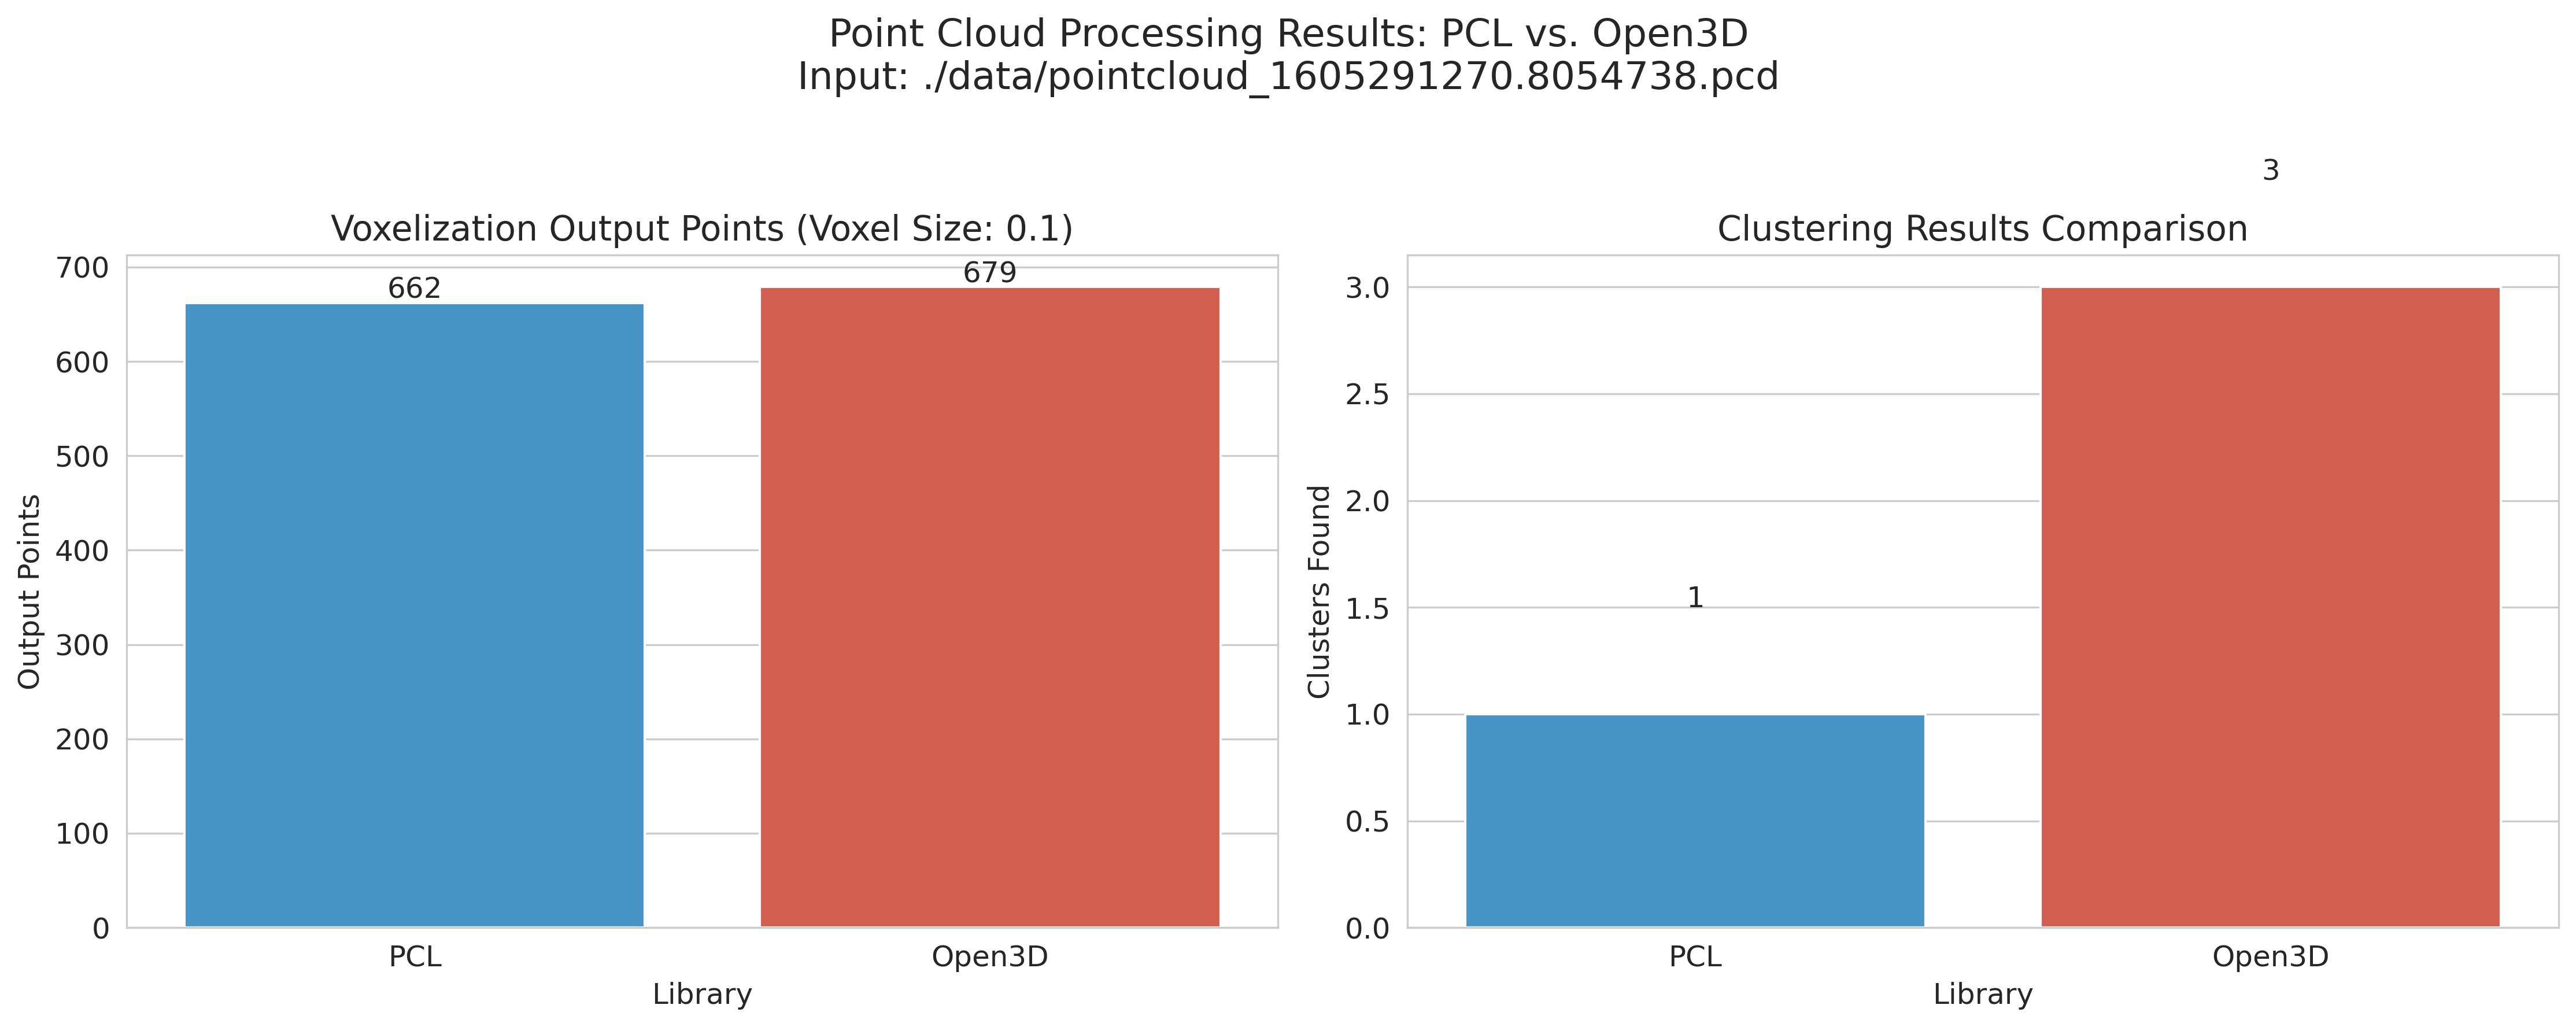 Point Cloud Processing Results: PCL vs. Open3D
Input: ./data/pointcloud_1605291270.8054738.pcd
Voxelization Output Points (Voxel Size: 0.1)
700
600
500
400
300
200
100
0
Output Points
662
679
PCL
Open3D
Library
Clustering Results Comparison
3.0
2.5
2.0
1.5
1.0
0.5
0.0
Clusters Found
1
3
PCL
Open3D
Library